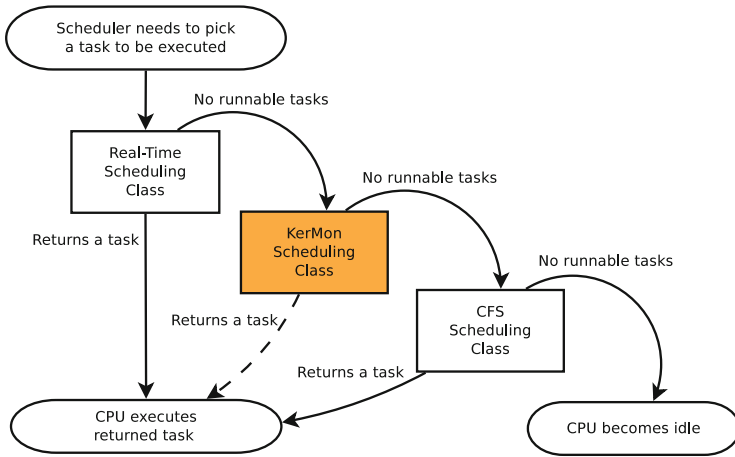 Scheduler needs to pick
a task to be executed
No runnable tasks
Real-Time
Scheduling
Class
No runnable tasks
Returns a task
KerMon
Scheduling
Class
No runnable tasks
Returns a task
CFS
Scheduling
Class
Returns a task
CPU executes
returned task
CPU becomes idle